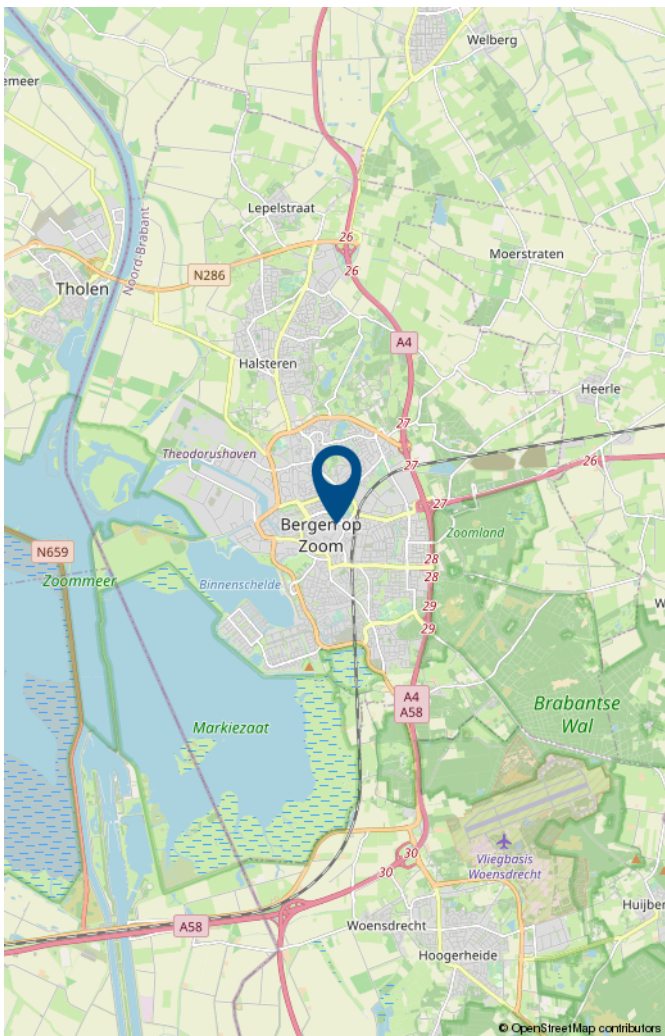 Welberg
emeer
Lepelstraat
Noord-Brabant
26
N286
26
Moerstraten
Tholen
A4
Halsteren
Heerle
27
Theodorushaven
27
26
27
Bergen op
Zoom
Zoomland
N659
28
Zoommeer
Binnenschelde
28
29
29
W
A4
A58
Brabantse
Wal
Markiezaat
Vliegbasis
Woensdrecht
30
30
Huijber
A58
Woensdrecht
Hoogerheide
© OpenStreetMap contributors